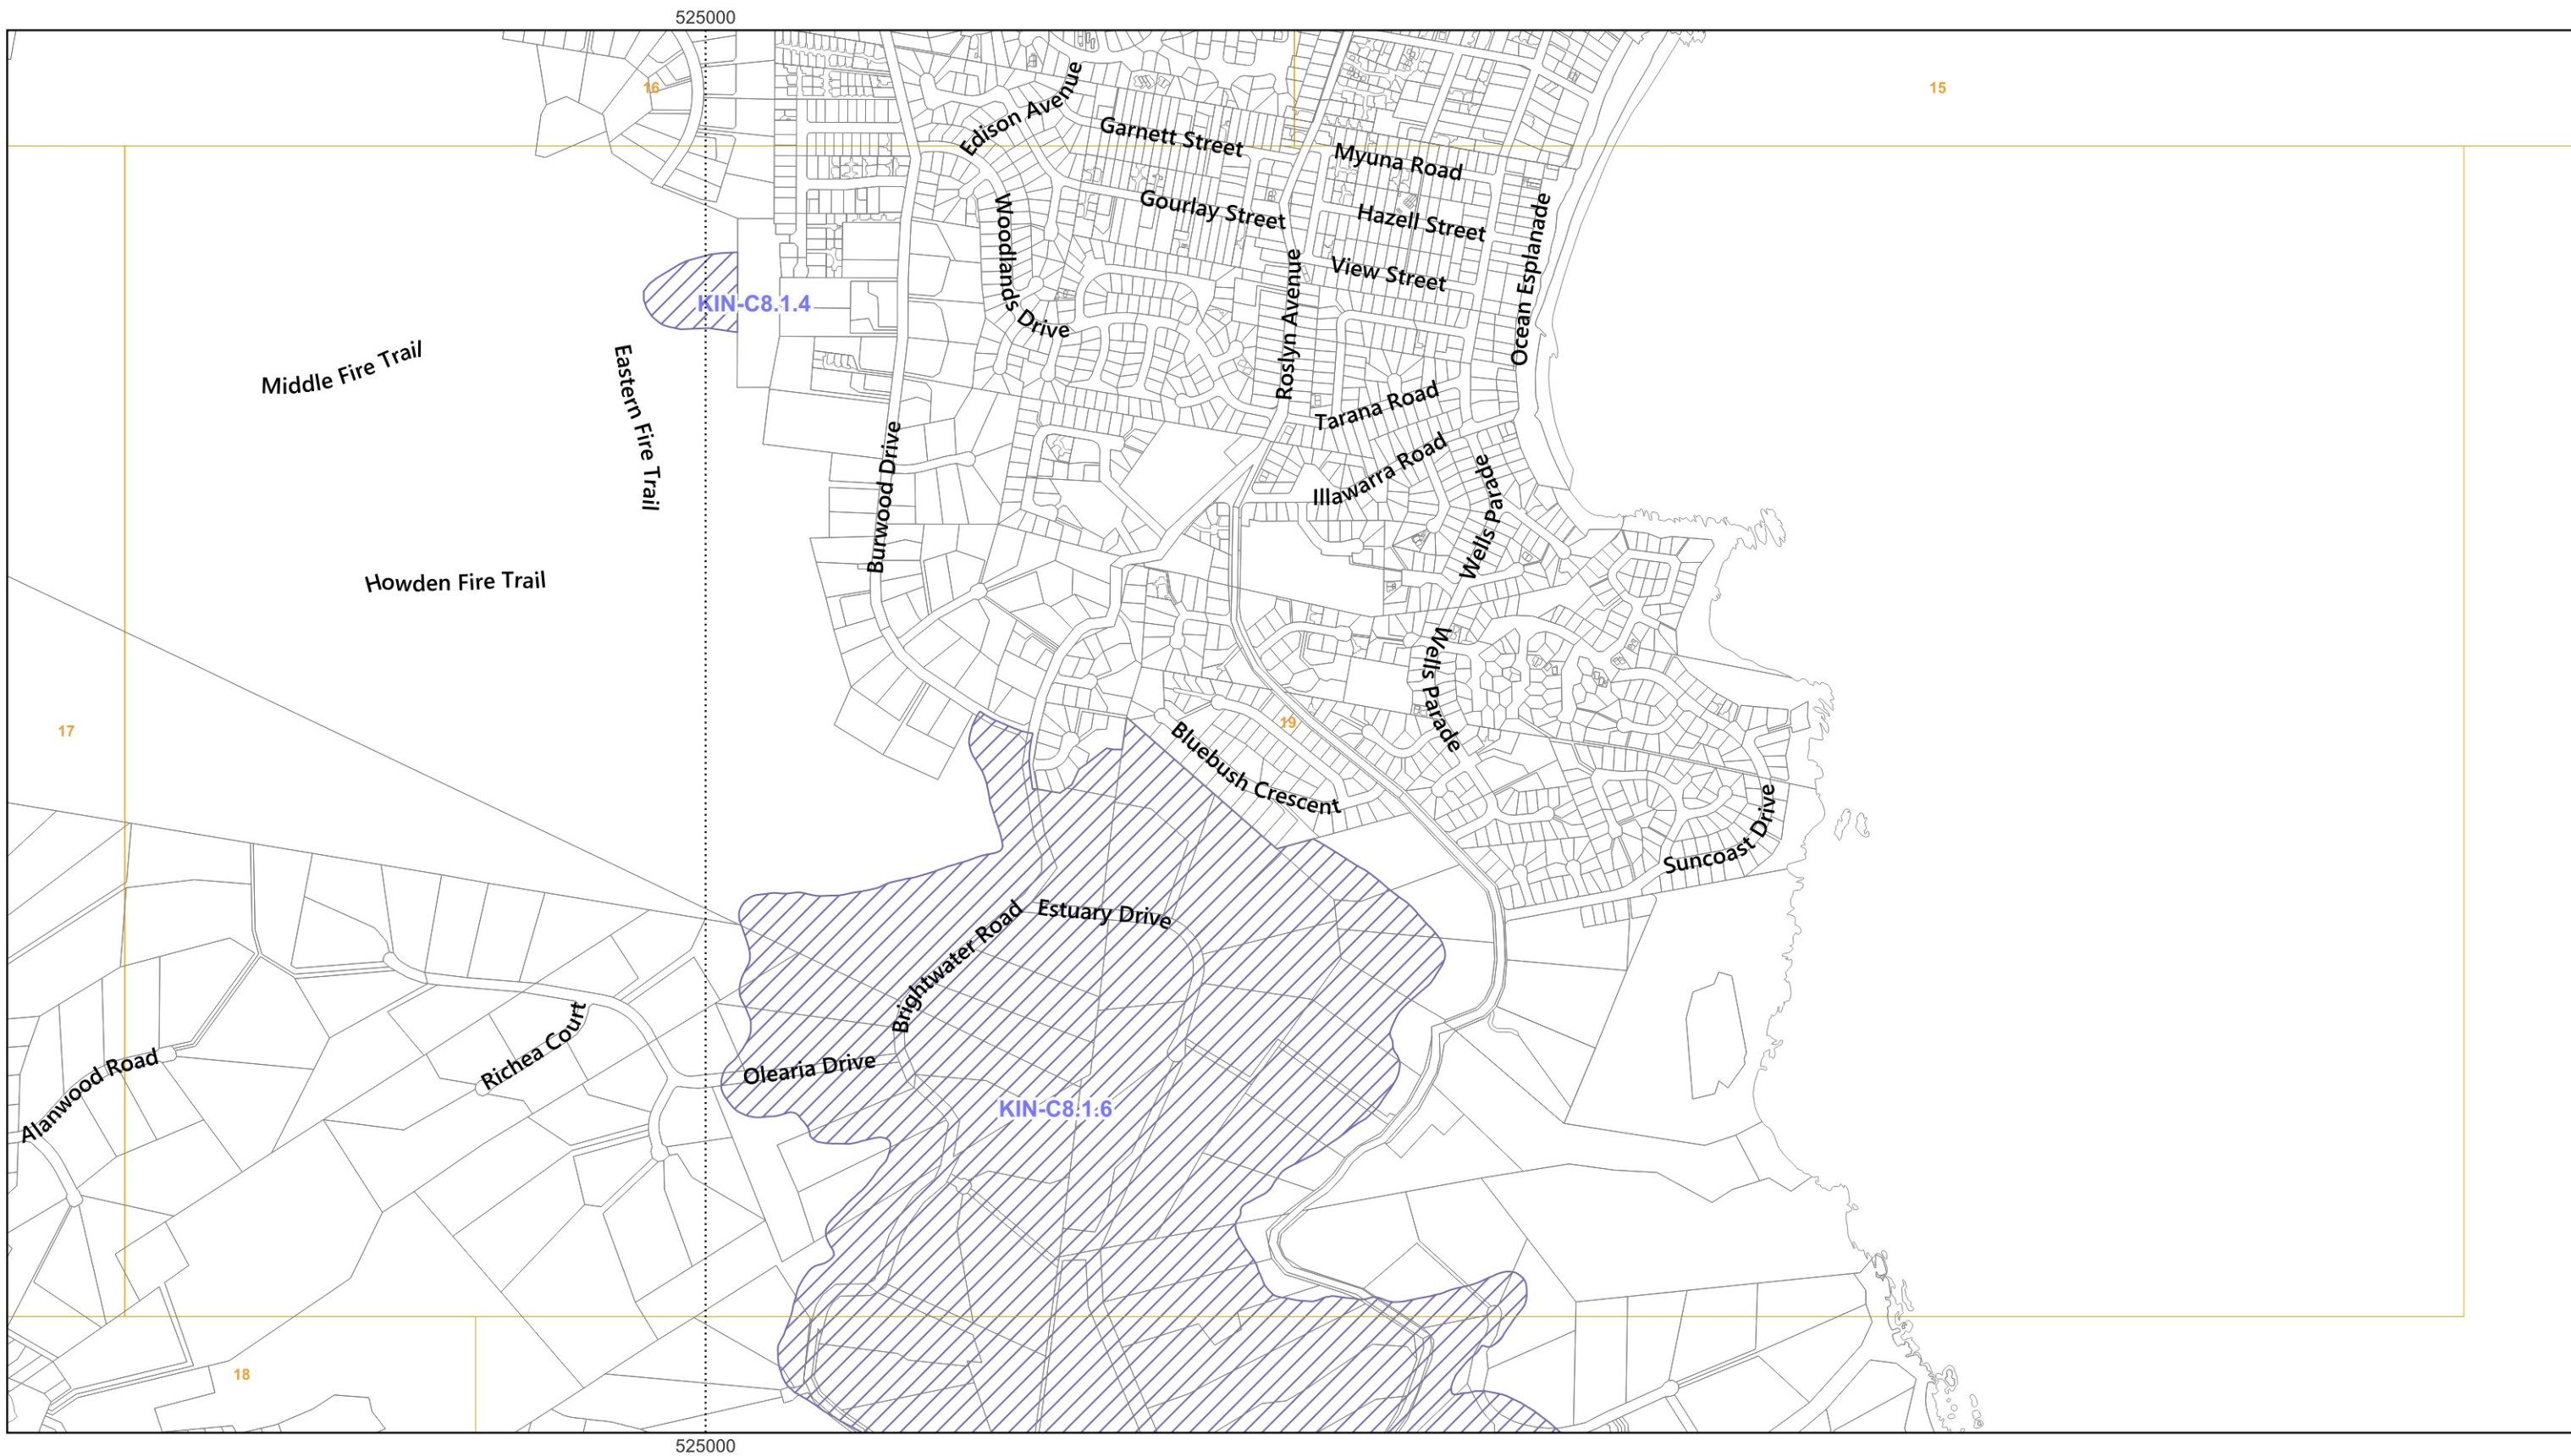 525000
16
15
Edison Avenue
Garnett Street
Myuna Road
Gourlay Street
Hazell Street
Woodlands Drive
View Street
Ocean Esplanade
Roslyn Avenue
KIN-C8.1.4
Middle Fire Trail
Eastern Fire Trail
Tarana Road
Illawarra Road
Burwood Drive
Wells Parade
Howden Fire Trail
Wells Parade
17
19
Bluebush Crescent
Suncoast Drive
Estuary Drive
Brightwater Road
Richea Court
Alanwood Road
Olearia Drive
KIN-C8.1.6
18
525000